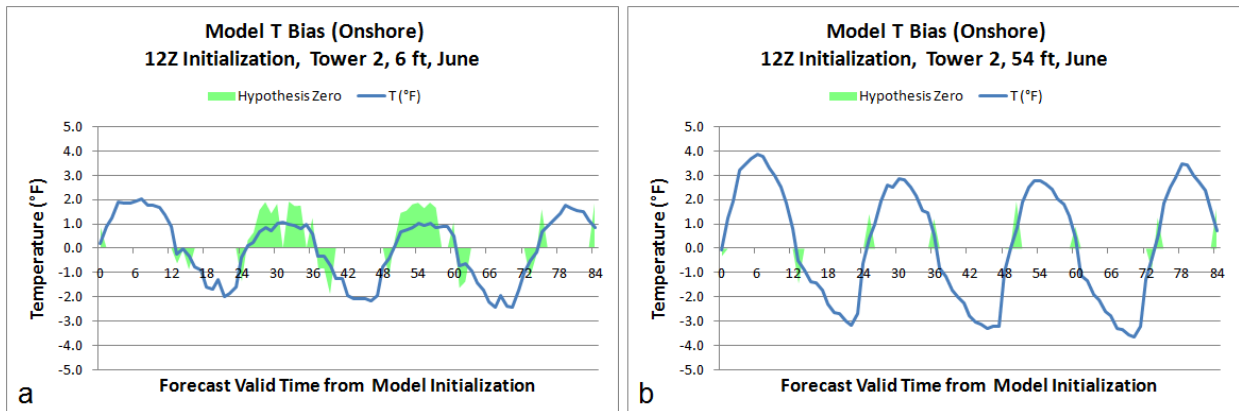 Model T Bias (Onshore)
12Z Initialization, Tower 2, 6 ft, June
Hypothesis Zero
T (°F)
5.0
4.0
3.0
2.0
1.0
0.0
-1.0
-2.0
-3.0
-4.0
-5.0
0 6 12 18 24 30 36 42 48 54 60 66 72 78 84
Temperature (°F)
Forecast Valid Time from Model Initialization
a
Model T Bias (Onshore)
12Z Initialization, Tower 2, 54 ft, June
Hypothesis Zero
T (°F)
5.0
4.0
3.0
2.0
1.0
0.0
-1.0
-2.0
-3.0
-4.0
-5.0
0 6 12 18 24 30 36 42 48 54 60 66 72 78 84
Temperature (°F)
Forecast Valid Time from Model Initialization
b